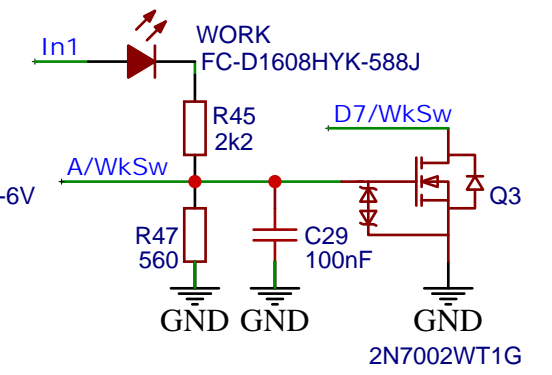 In1
WORK
FC-D1608HYK-588J
R45
2k2
D7/WkSw
A/WkSw
-6V
Q3
R47
560
C29
100nF
GND GND GND
2N7002WT1G